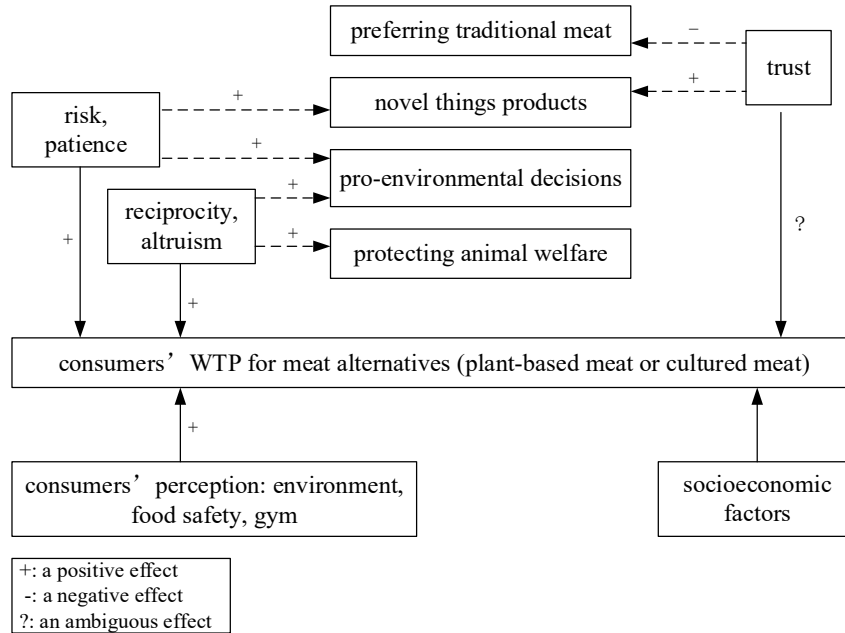 preferring traditional meat
−
trust
+
novel things products
+
risk,
patience
+
pro-environmental decisions
+
reciprocity,
altruism
+
protecting animal welfare
+
?
+
consumers’ WTP for meat alternatives (plant-based meat or cultured meat)
+
consumers’ perception: environment,
food safety, gym
socioeconomic
factors
+: a positive effect
-: a negative effect
?: an ambiguous effect